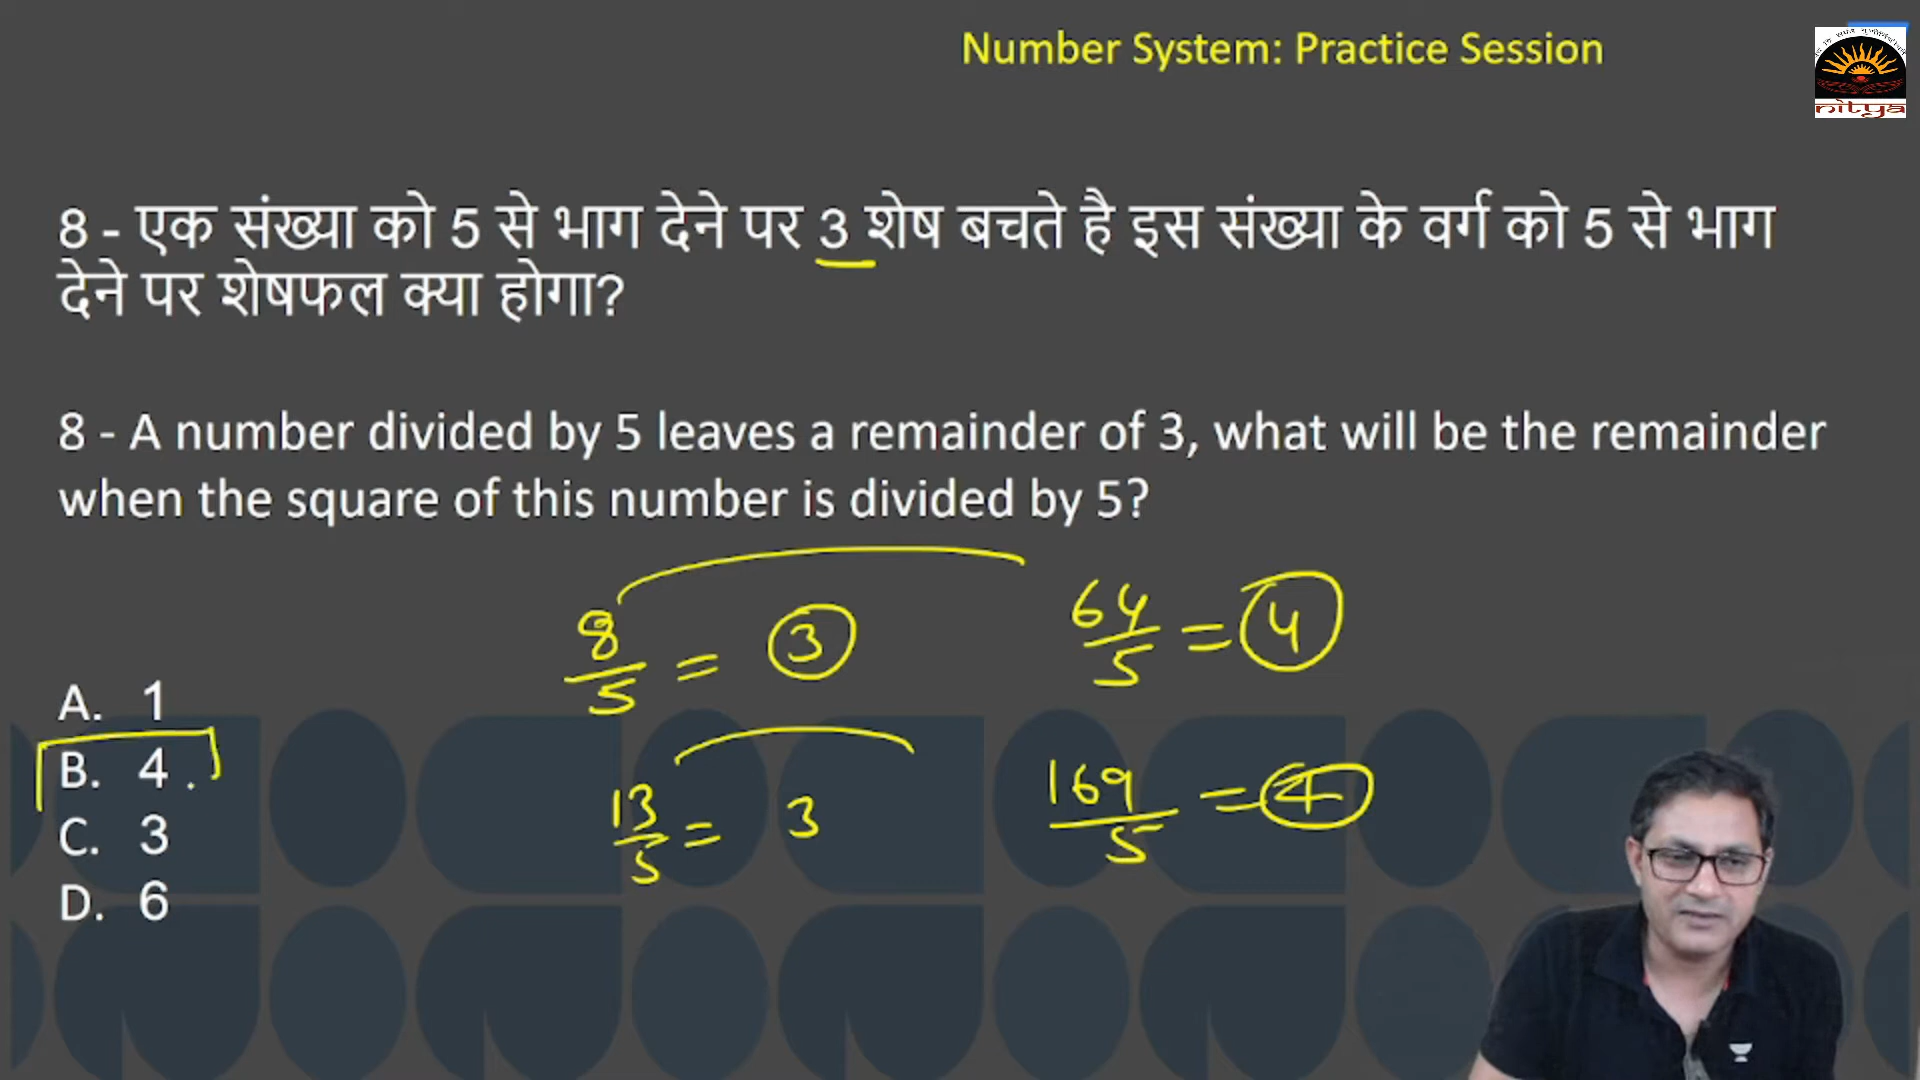 Number System: Practice Session
nitya
8 - एक संख्या को 5 से भाग देने पर 3 शेष बचते है इस संख्या के वर्ग को 5 से भाग
देने पर शेषफल क्या होगा?
8 - A number divided by 5 leaves a remainder of 3, what will be the remainder
when the square of this number is divided by 5?
8/5 = 3
64/5 = 4
13/5 = 3
169/5 = 4
A. 1
B. 4 .
C. 3
D. 6